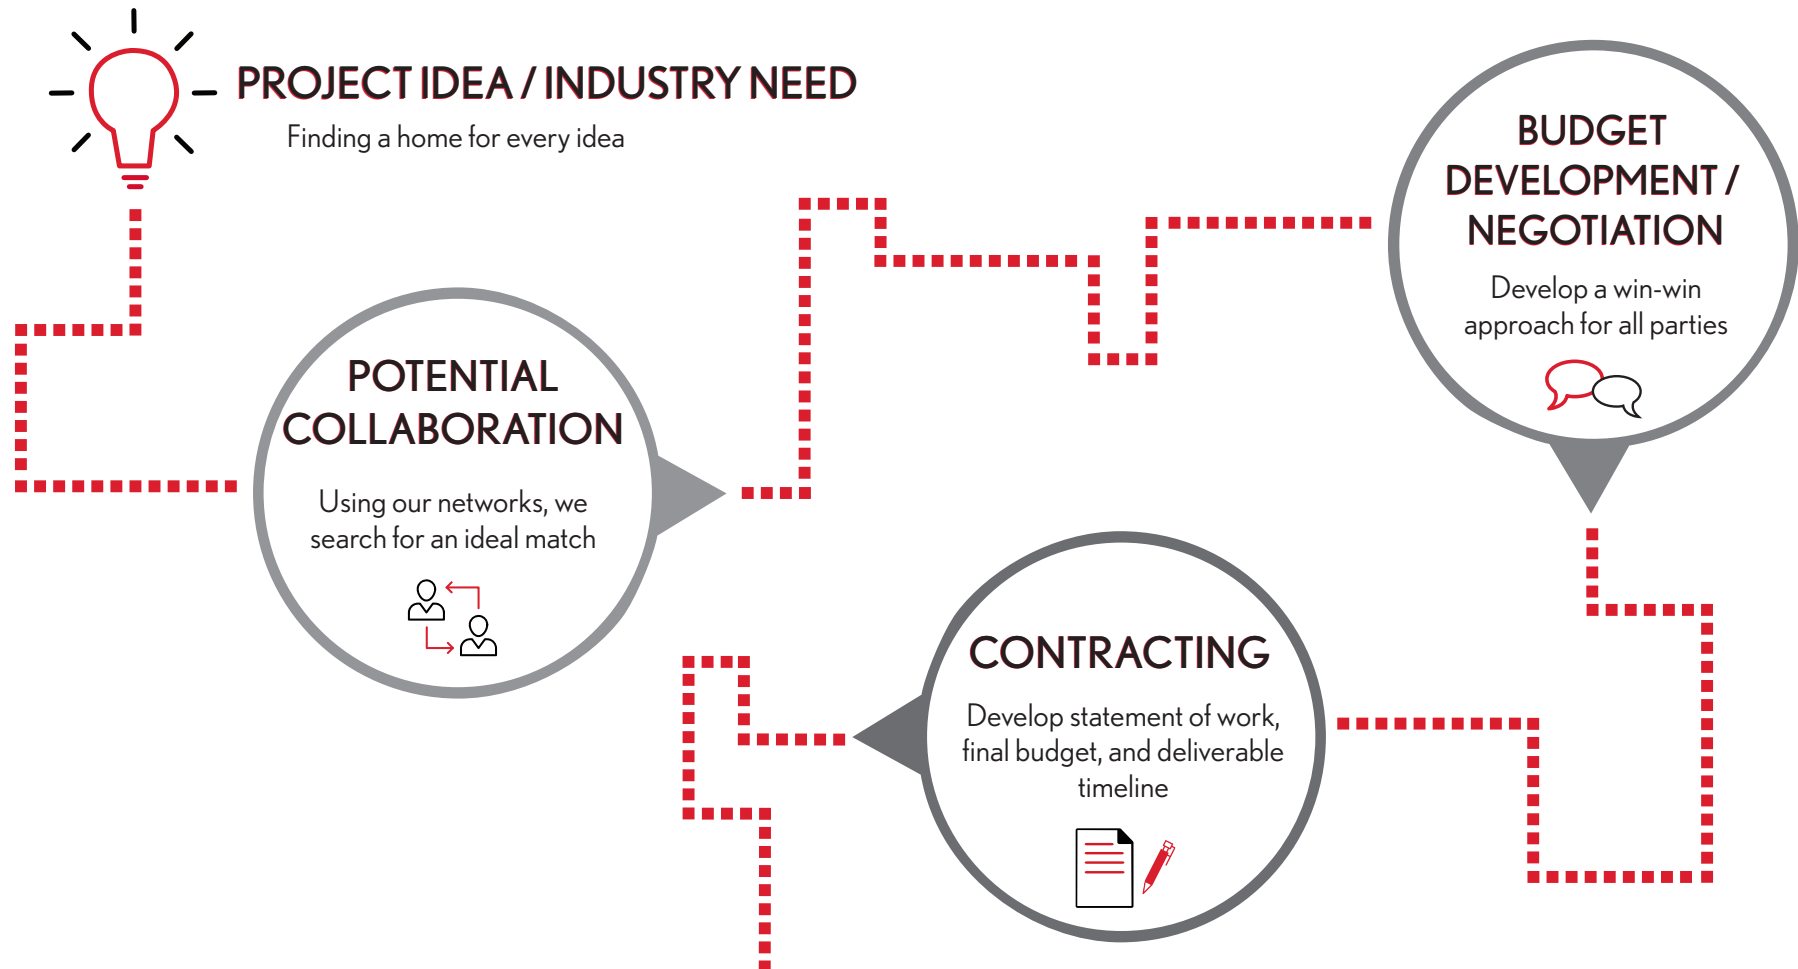 PROJECT IDEA / INDUSTRY NEED
Finding a home for every idea
POTENTIAL
COLLABORATION
Using our networks, we
search for an ideal match
BUDGET
DEVELOPMENT /
NEGOTIATION
Develop a win-win
approach for all parties
CONTRACTING
Develop statement of work,
final budget, and deliverable
timeline